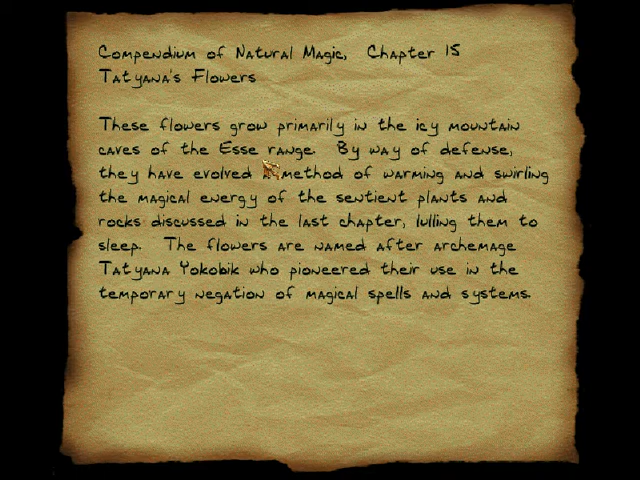 Compendium of Natural Magic, Chapter 15
Tatyana's Flowers
These flowers grow primarily in the icy mountain
caves of the Esse range. By way of defense,
they have evolved method of warming and swirling
the magical energy of the sentient plants and
rocks discussed in the last chapter, lulling them to
sleep. The flowers are named after archemage
Tatyana Yokobik who pioneered their use in the
temporary negation of magical spells and systems.